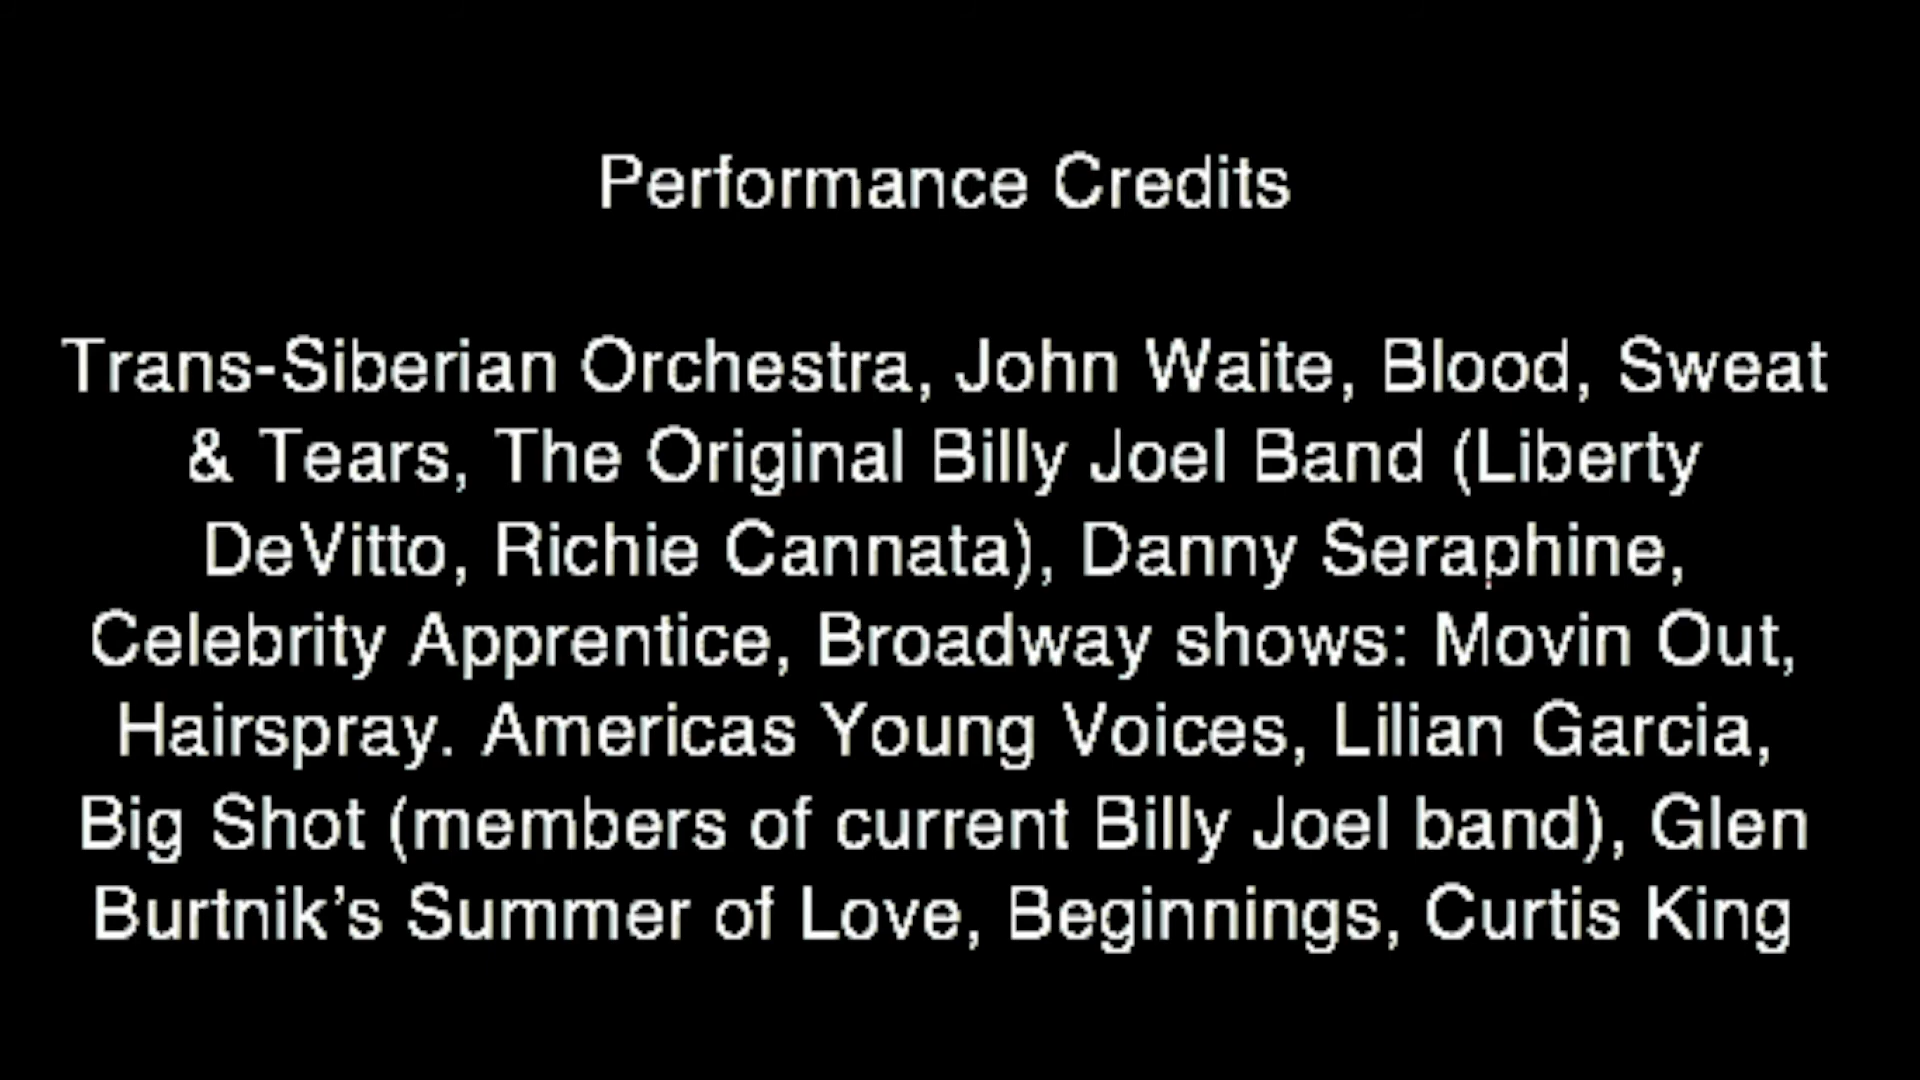 Performance Credits
Trans-Siberian Orchestra, John Waite, Blood, Sweat
& Tears, The Original Billy Joel Band (Liberty
DeVitto, Richie Cannata), Danny Seraphine,
Celebrity Apprentice, Broadway shows: Movin Out,
Hairspray. Americas Young Voices, Lilian Garcia,
Big Shot (members of current Billy Joel band), Glen
Burtnik’s Summer of Love, Beginnings, Curtis King